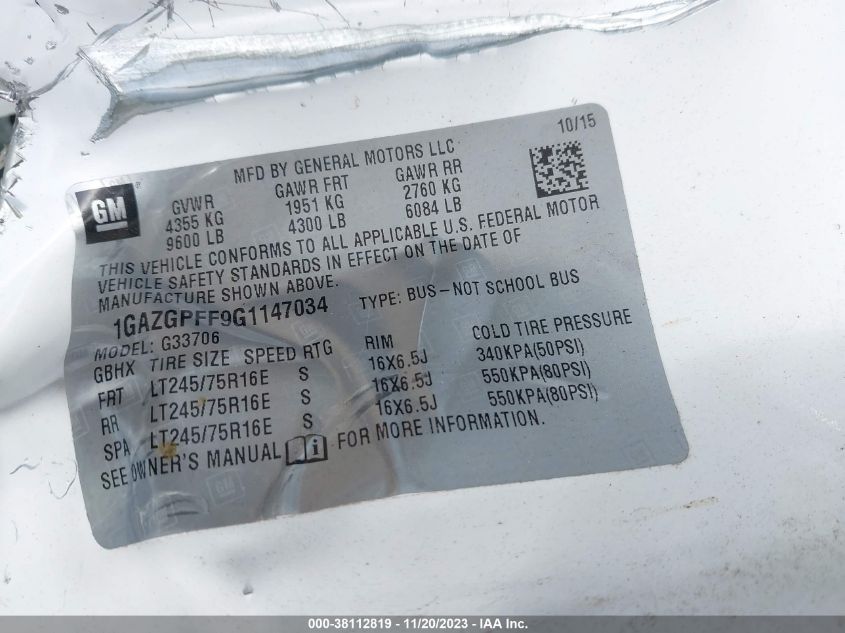 10/15
MFD BY GENERAL MOTORS LLC
GM ®
GVWR GAWR FRT GAWR RR
4355 KG 1951 KG 2760 KG
9600 LB 4300 LB 6084 LB
THIS VEHICLE CONFORMS TO ALL APPLICABLE U.S. FEDERAL MOTOR
VEHICLE SAFETY STANDARDS IN EFFECT ON THE DATE OF
MANUFACTURE SHOWN ABOVE.
1GAZGPFF9G1147034 TYPE: BUS-NOT SCHOOL BUS
MODEL: G33706
GBHX TIRE SIZE SPEED RTG RIM COLD TIRE PRESSURE
FRT LT245/75R16E S 16X6.5J 340KPA(50PSI)
RR LT245/75R16E S 16X6.5J 550KPA(80PSI)
SPA LT245/75R16E S 16X6.5J 550KPA(80PSI)
SEE OWNER'S MANUAL i FOR MORE INFORMATION.
000-38112819 - 11/20/2023 - IAA Inc.